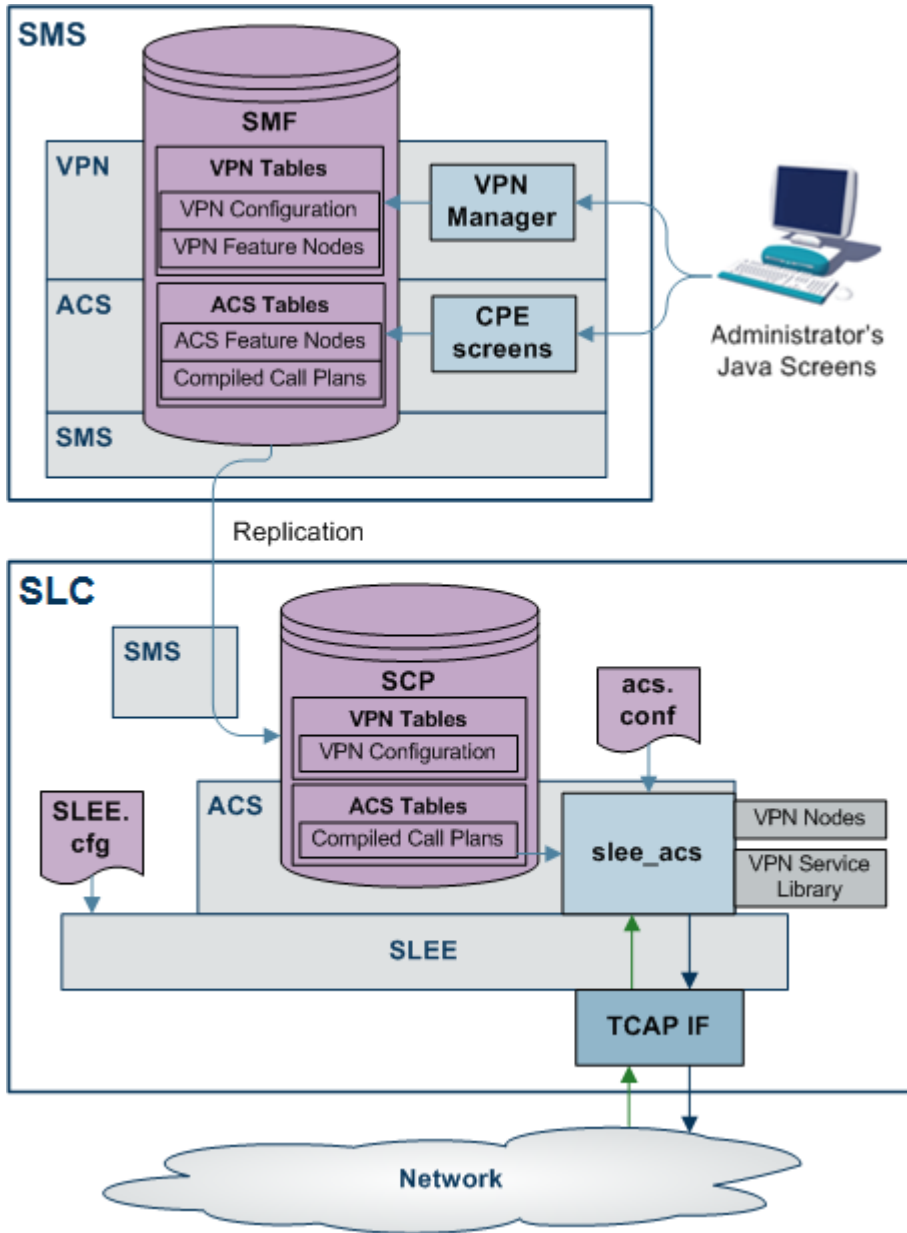 SMS
SMF
VPN
VPN Tables
VPN Configuration
VPN Feature Nodes
VPN
Manager
ACS
ACS Tables
ACS Feature Nodes
Compiled Call Plans
CPE
screens
Administrator's
Java Screens
SMS
Replication
SLC
SMS
SCP
VPN Tables
VPN Configuration
acs.
conf
SLEE.
cfg
ACS
ACS Tables
Compiled Call Plans
slee_acs
VPN Nodes
VPN Service
Library
SLEE
TCAP IF
Network